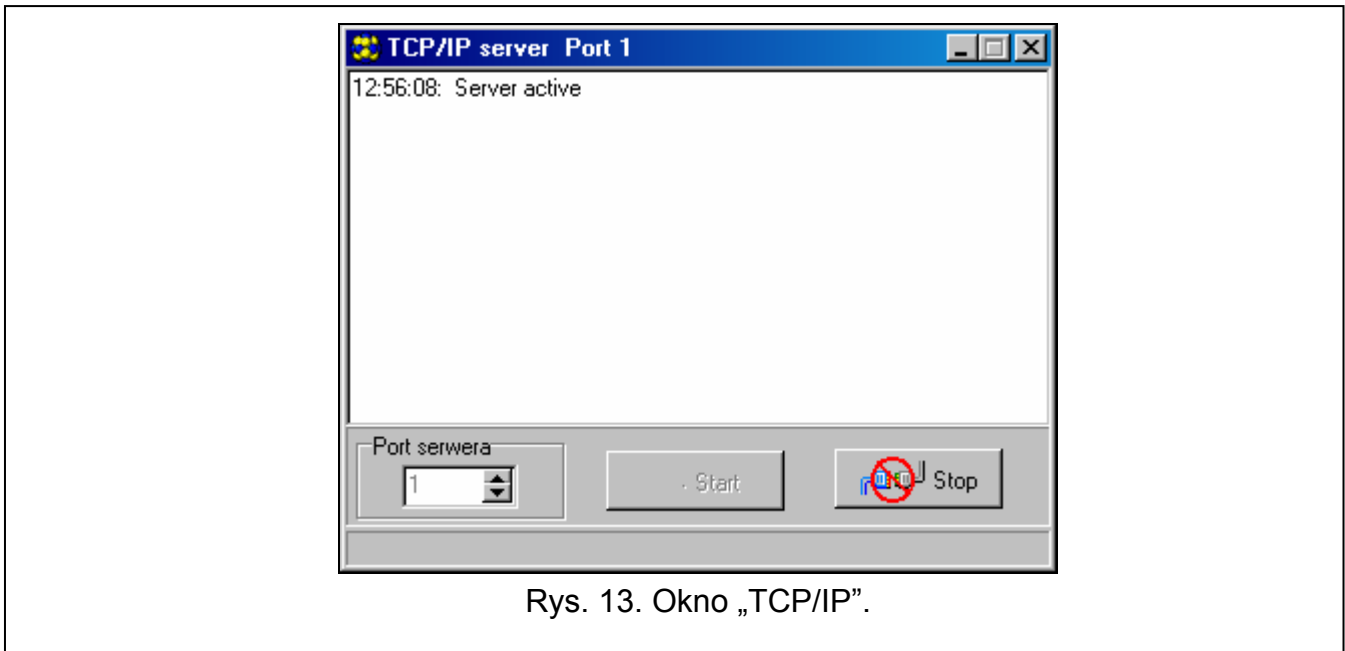 TCP/IP server Port 1
12:56:08: Server active
Port serwera
1
Start
Stop
Rys. 13. Okno „TCP/IP”.